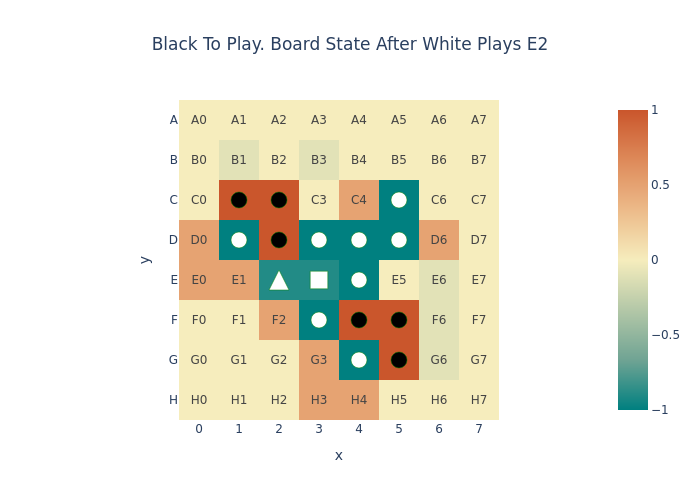 Black To Play. Board State After White Plays E2
A A0 A1 A2 A3 A4 A5 A6 A7
B B0 B1 B2 B3 B4 B5 B6 B7
C C0 C3 C4 C6 C7
D D0 D6 D7
E E0 E1 E5 E6 E7
F F0 F1 F2 F6 F7
G G0 G1 G2 G3 G6 G7
H H0 H1 H2 H3 H4 H5 H6 H7
0 1 2 3 4 5 6 7
x
y
1
0.5
0
−0.5
−1